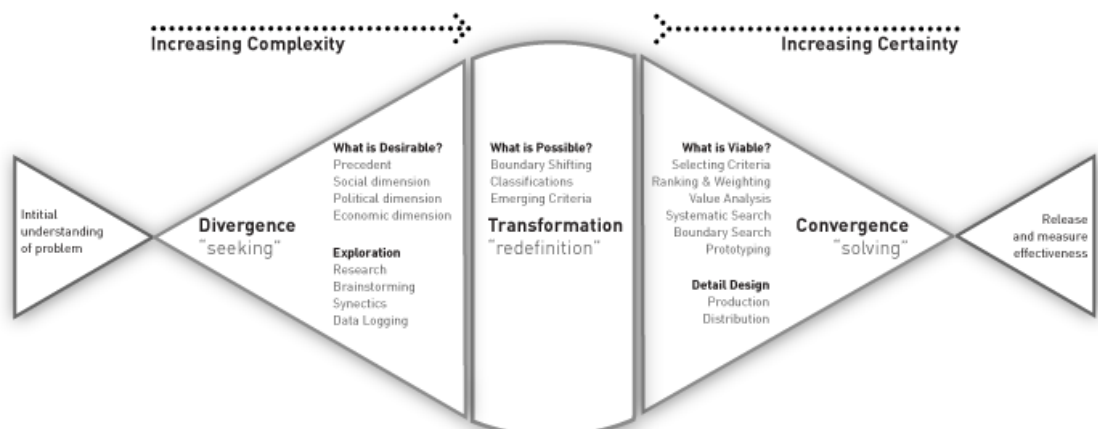 Increasing Complexity
Increasing Certainty
Intitial
understanding
of problem
Divergence
"seeking"
What is Desirable?
Precedent
Social dimension
Political dimension
Economic dimension
Exploration
Research
Brainstorming
Synectics
Data Logging
What is Possible?
Boundary Shifting
Classifications
Emerging Criteria
Transformation
"redefinition"
What is Viable?
Selecting Criteria
Ranking & Weighting
Value Analysis
Systematic Search
Boundary Search
Prototyping
Detail Design
Production
Distribution
Convergence
"solving"
Release
and measure
effectiveness